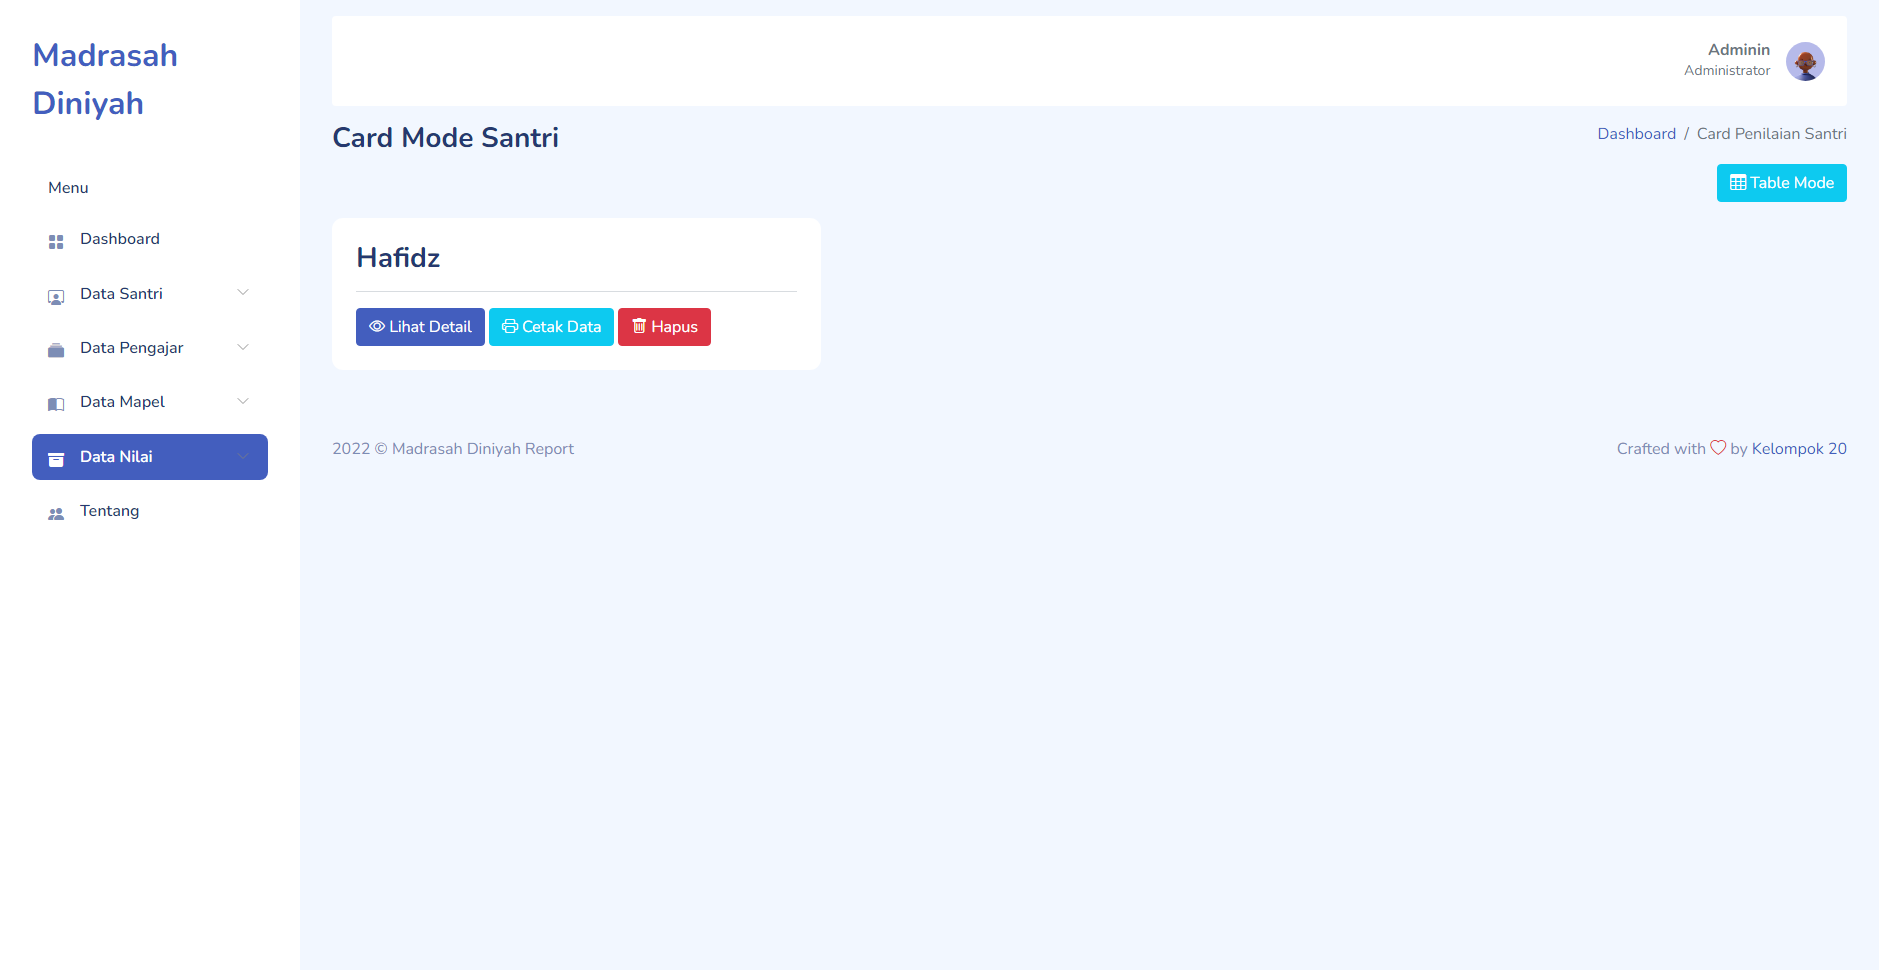 Madrasah
Diniyah
Menu
Dashboard
Data Santri
Data Pengajar
Data Mapel
Data Nilai
Tentang
Adminin
Administrator
Card Mode Santri
Dashboard / Card Penilaian Santri
Table Mode
Hafidz
Lihat Detail Cetak Data Hapus
2022 © Madrasah Diniyah Report
Crafted with ♡ by Kelompok 20